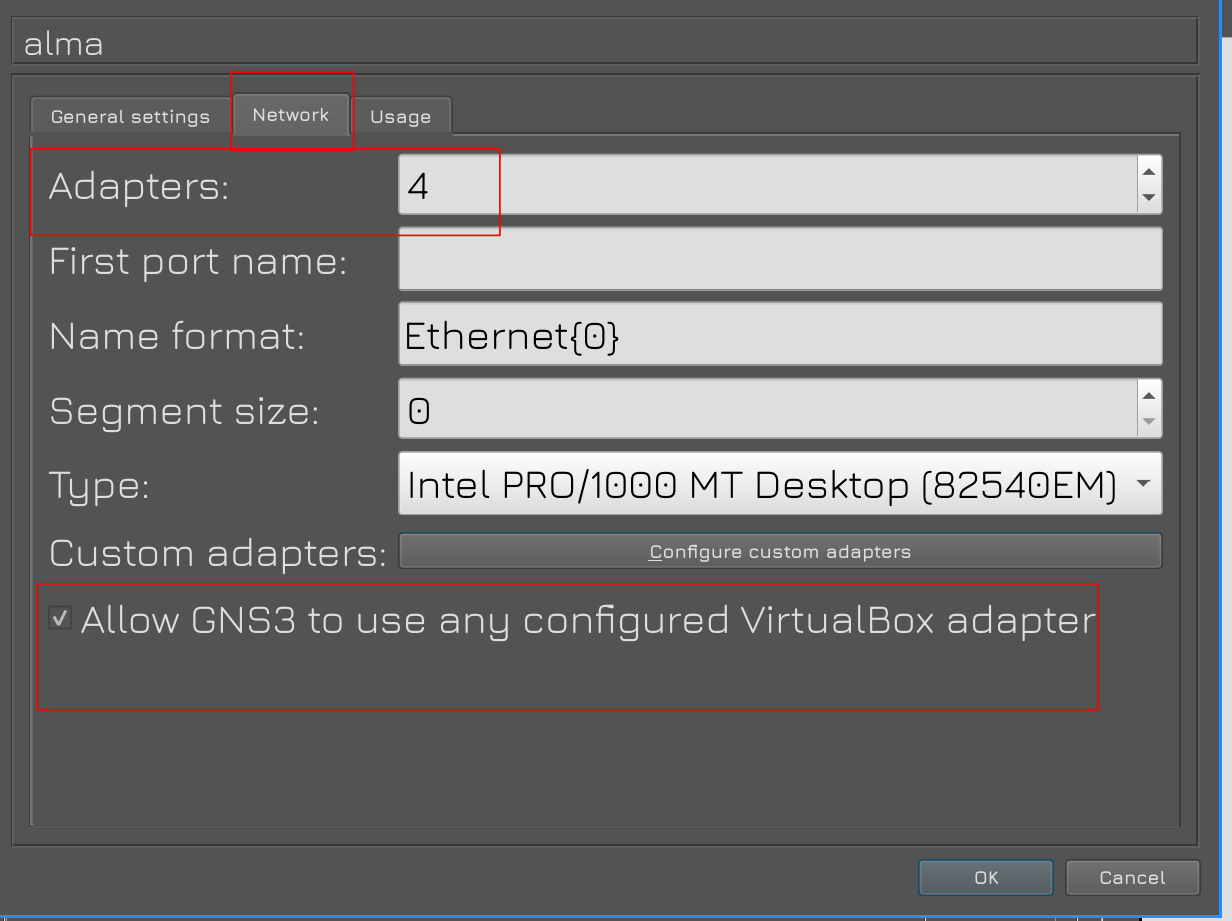 alma
General settings
Network
Usage
Adapters:
4
First port name:
Name format:
Ethernet{0}
Segment size:
0
Type:
Intel PRO/1000 MT Desktop (82540EM)
Custom adapters:
Configure custom adapters
Allow GNS3 to use any configured VirtualBox adapter
OK
Cancel